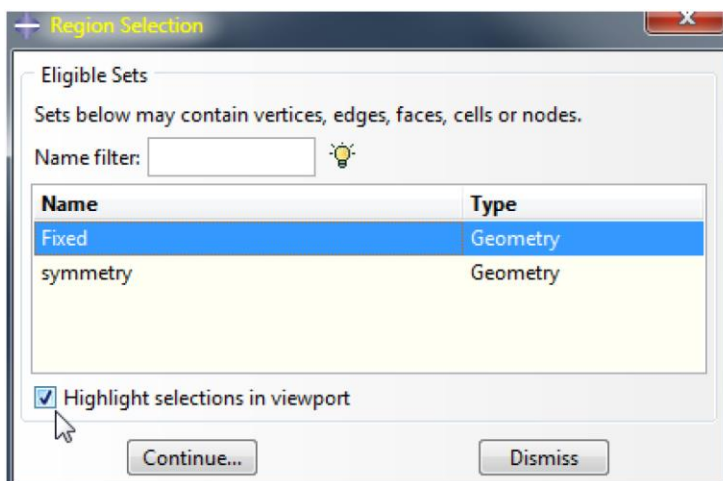 Region Selection
x
Eligible Sets
Sets below may contain vertices, edges, faces, cells or nodes.
Name filter:
Name Type
Fixed Geometry
symmetry Geometry
Highlight selections in viewport
Continue... Dismiss